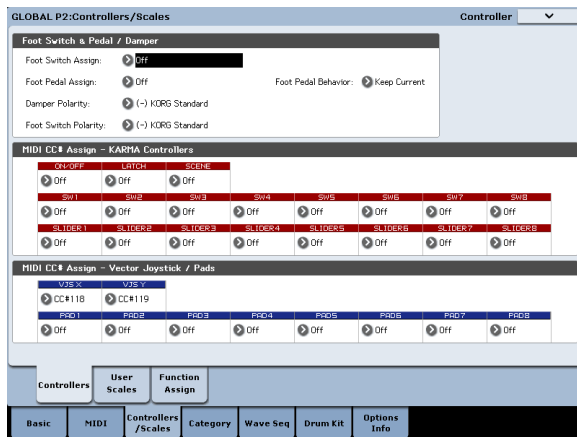 GLOBAL P2:Controllers/Scales Controller
Foot Switch & Pedal / Damper
Foot Switch Assign: Off
Foot Pedal Assign: Off Foot Pedal Behavior: Keep Current
Damper Polarity: (-) KORG Standard
Foot Switch Polarity: (-) KORG Standard
MIDI CC# Assign - KARMA Controllers
ON/OFF LATCH SCENE
Off Off Off
SW1 SW2 SW3 SW4 SW5 SW6 SW7 SW8
Off Off Off Off Off Off Off Off
SLIDER1 SLIDER2 SLIDER3 SLIDER4 SLIDER5 SLIDER6 SLIDER7 SLIDER8
Off Off Off Off Off Off Off Off
MIDI CC# Assign - Vector Joystick / Pads
VJS X VJS Y
CC#118 CC#119
PAD1 PAD2 PAD3 PAD4 PAD5 PAD6 PAD7 PAD8
Off Off Off Off Off Off Off Off
Controllers User Scales Function Assign
Basic MIDI Controllers /Scales Category Wave Seq Drum Kit Options Info